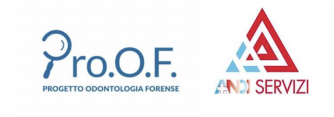 Pro.O.F.
PROGETTO ODONTOLOGIA FORENSE
ANDI SERVIZI